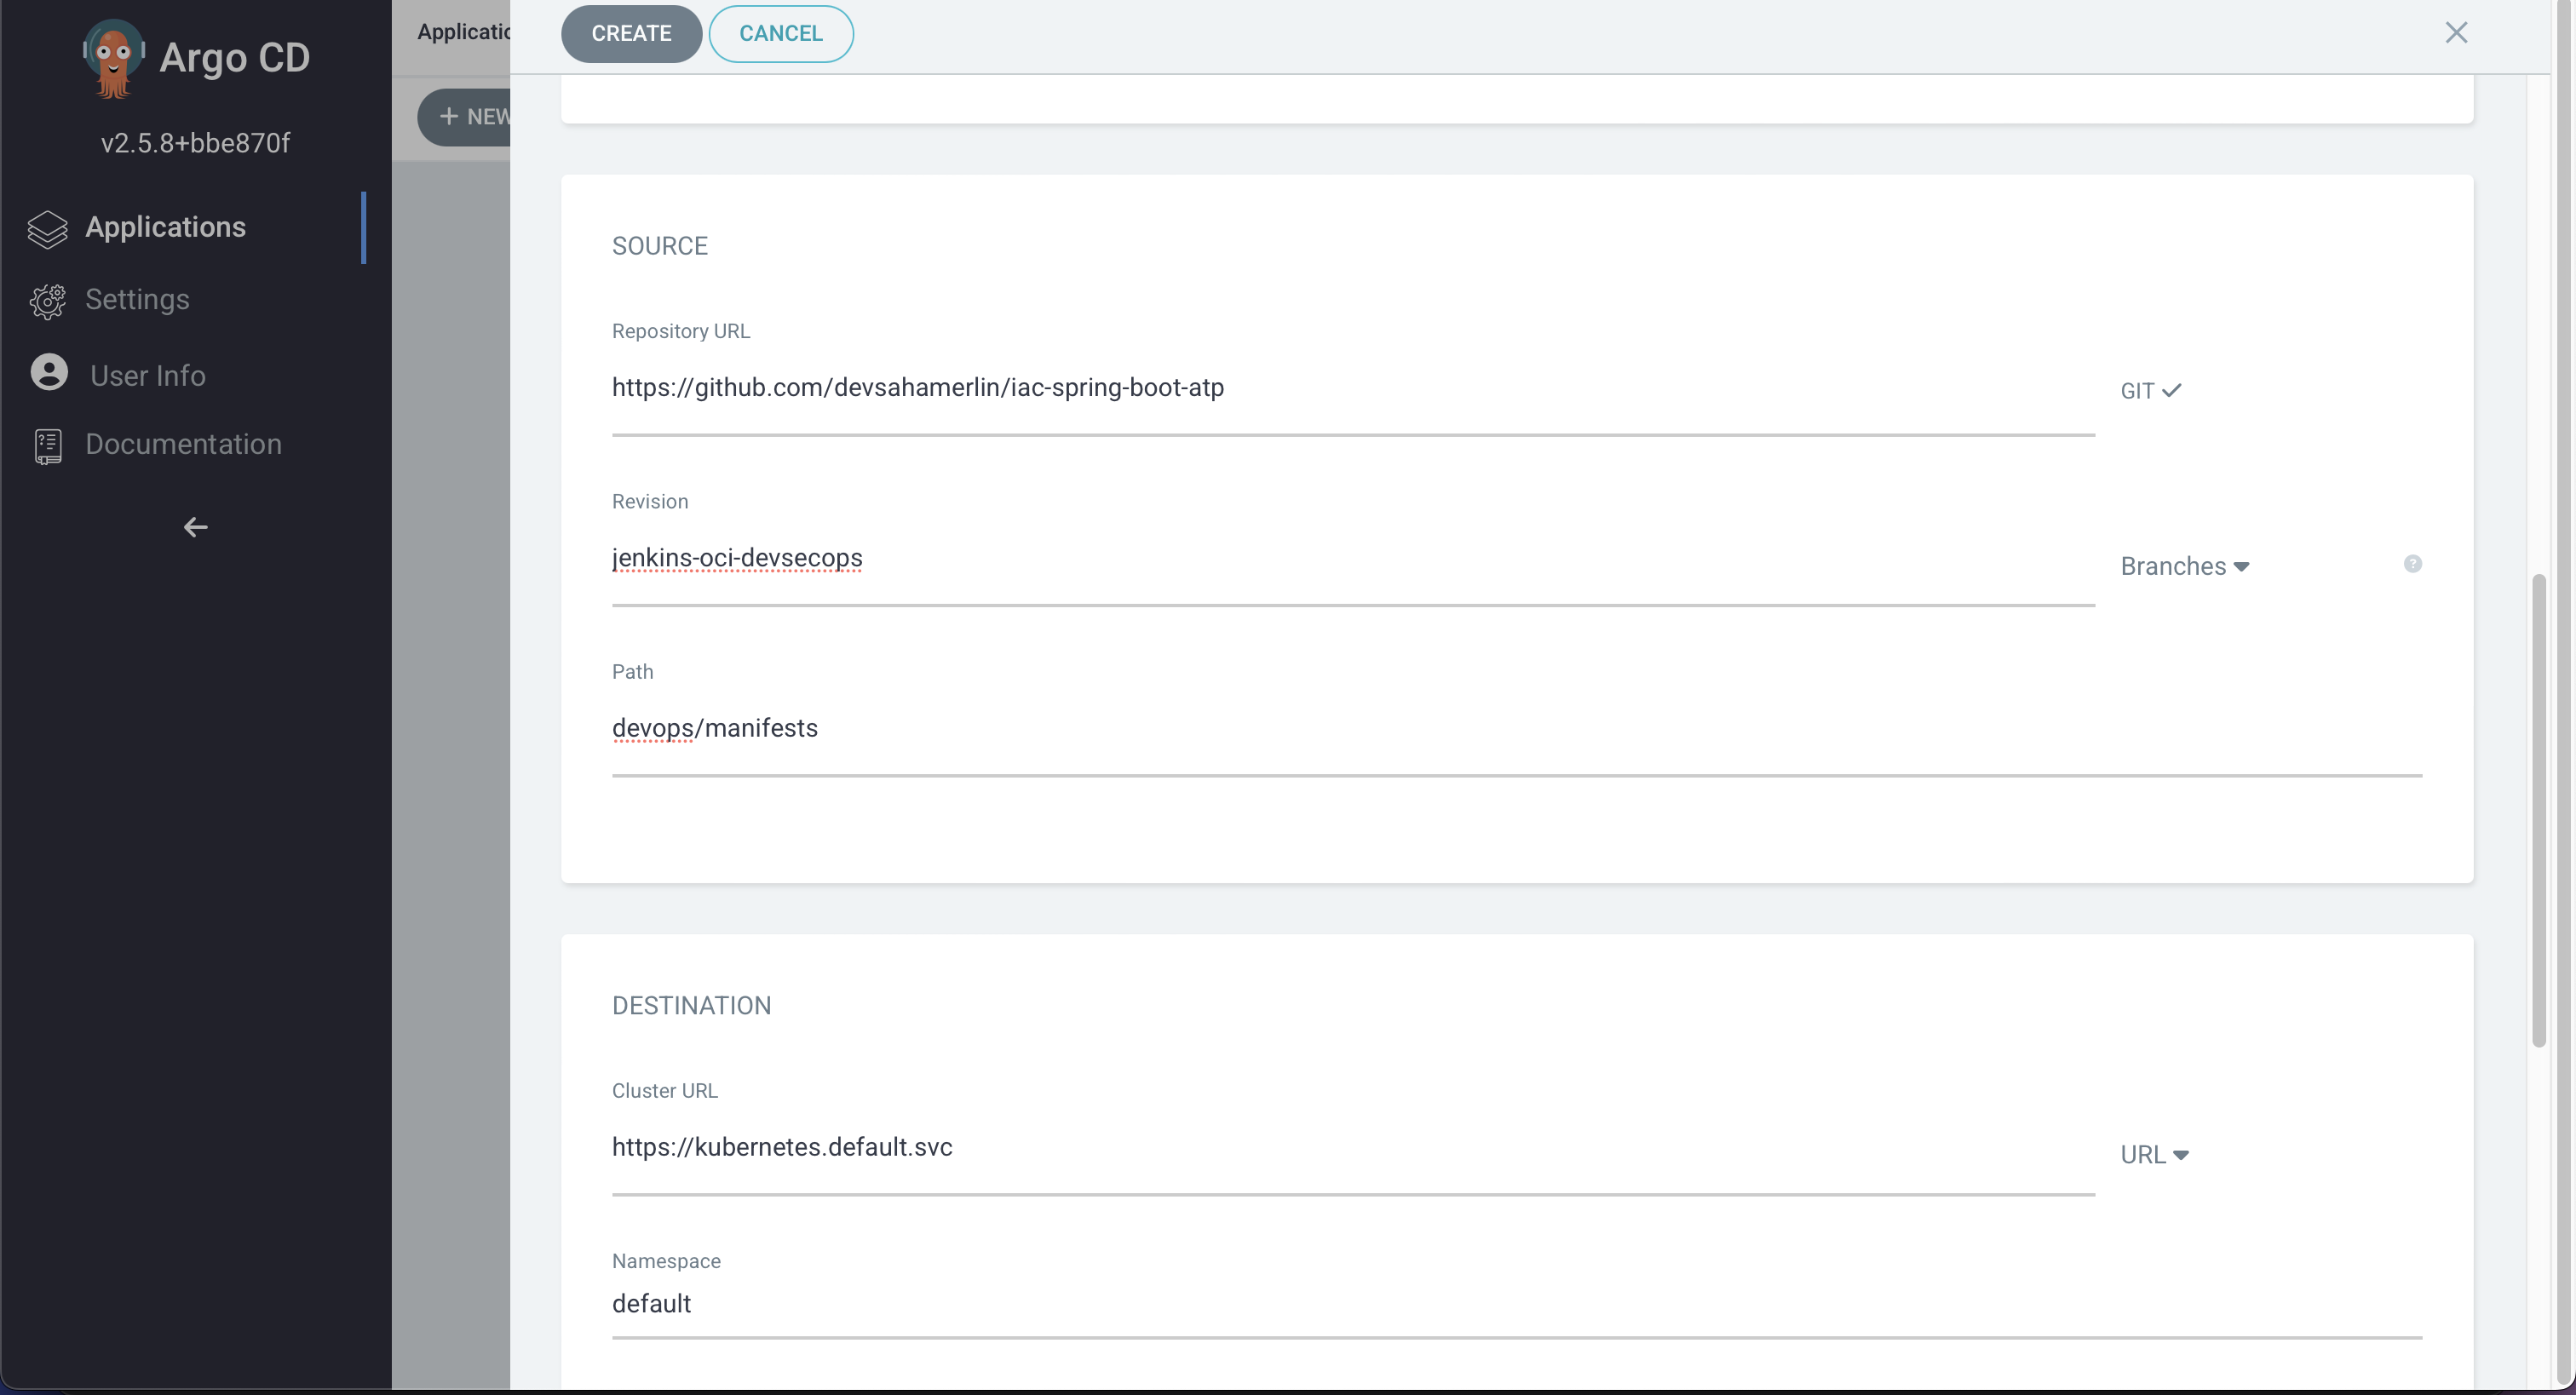 Argo CD
v2.5.8+bbe870f
Applications
Settings
User Info
Documentation
+ NEW
CREATE
CANCEL
SOURCE
Repository URL
https://github.com/devsahamerlin/iac-spring-boot-atp
GIT
Revision
jenkins-oci-devsecops
Branches
?
Path
devops/manifests
DESTINATION
Cluster URL
https://kubernetes.default.svc
URL
Namespace
default